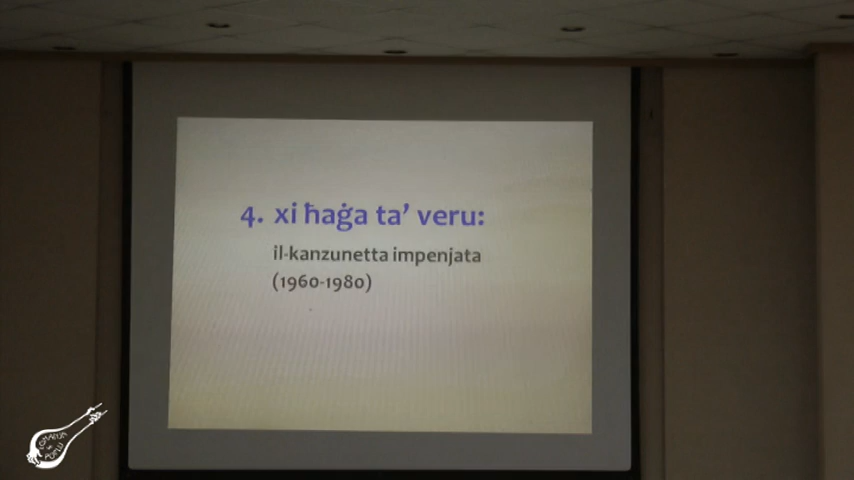 4. xi ħaġa ta’ veru:
il-kanzunetta impenjata
(1960-1980)